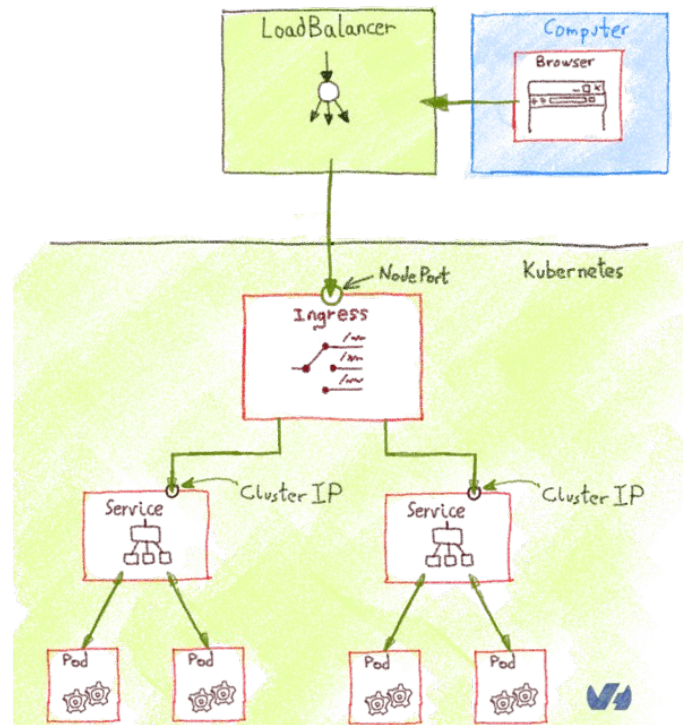 LoadBalancer
Computer
Browser
NodePort
Kubernetes
Ingress
Cluster IP
Cluster IP
Service
Service
Pod
Pod
Pod
Pod